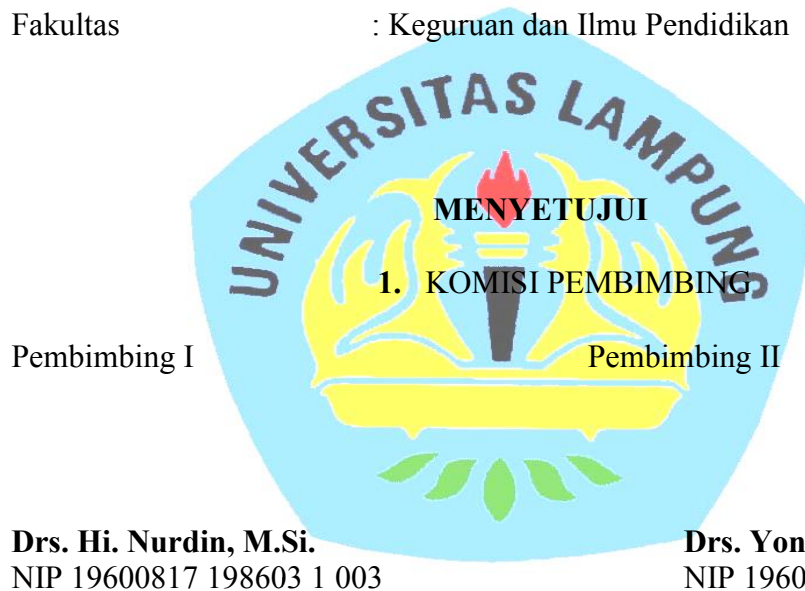 Fakultas : Keguruan dan Ilmu Pendidikan
UNIVERSITAS LAMPUNG
MENYETUJUI
1. KOMISI PEMBIMBING
Pembimbing I Pembimbing II
Drs. Hi. Nurdin, M.Si. Drs. Yon
NIP 19600817 198603 1 003 NIP 1960